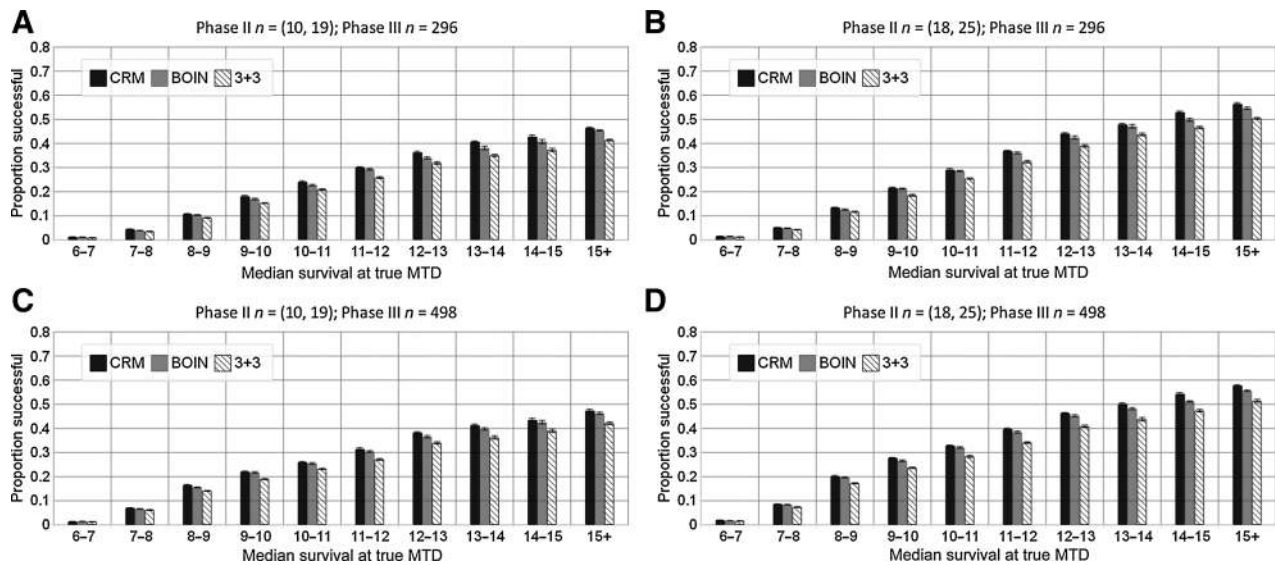 A
Phase II n = (10, 19); Phase III n = 296
Proportion successful
0.8
0.7
0.6
0.5
0.4
0.3
0.2
0.1
0
CRM BOIN 3+3
6–7 7–8 8–9 9–10 10–11 11–12 12–13 13–14 14–15 15+
Median survival at true MTD
B
Phase II n = (18, 25); Phase III n = 296
Proportion successful
0.8
0.7
0.6
0.5
0.4
0.3
0.2
0.1
0
CRM BOIN 3+3
6–7 7–8 8–9 9–10 10–11 11–12 12–13 13–14 14–15 15+
Median survival at true MTD
C
Phase II n = (10, 19); Phase III n = 498
Proportion successful
0.8
0.7
0.6
0.5
0.4
0.3
0.2
0.1
0
CRM BOIN 3+3
6–7 7–8 8–9 9–10 10–11 11–12 12–13 13–14 14–15 15+
Median survival at true MTD
D
Phase II n = (18, 25); Phase III n = 498
Proportion successful
0.8
0.7
0.6
0.5
0.4
0.3
0.2
0.1
0
CRM BOIN 3+3
6–7 7–8 8–9 9–10 10–11 11–12 12–13 13–14 14–15 15+
Median survival at true MTD